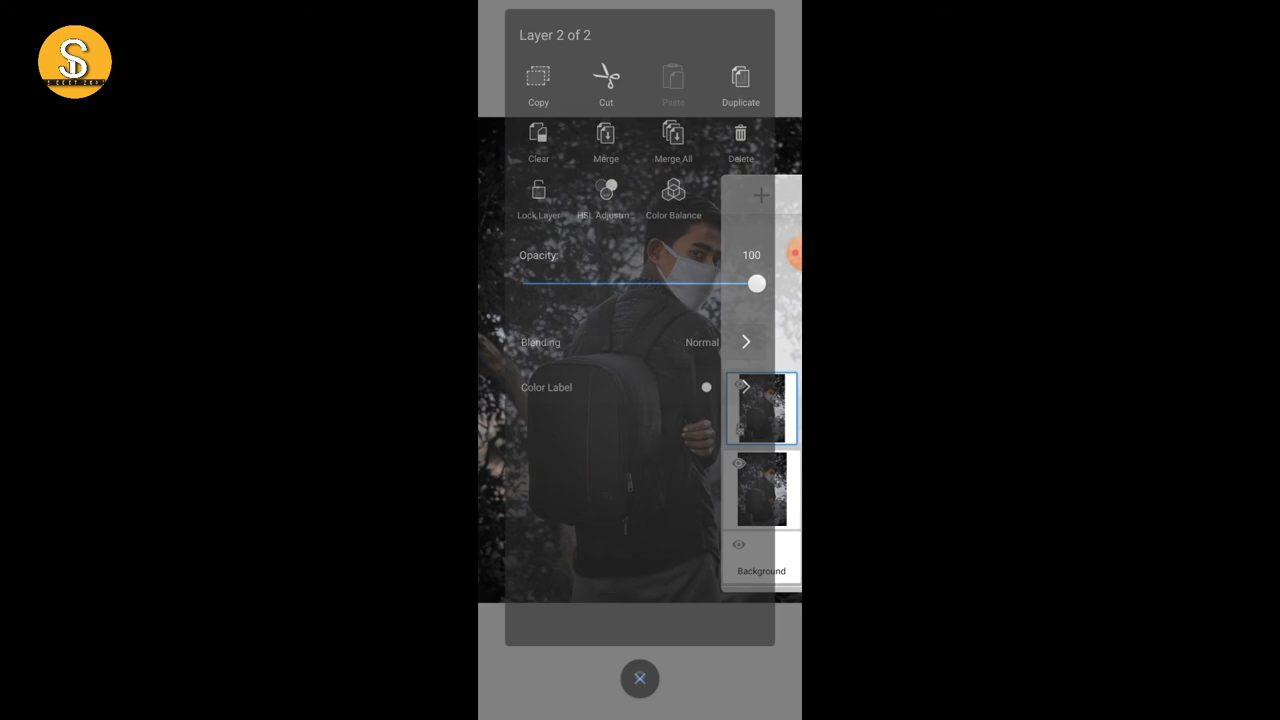 Layer 2 of 2
Copy Cut Paste Duplicate
Clear Merge Merge All Delete
Lock Layer HSL Adjustm... Color Balance
Opacity: 100
Blending Normal
Color Label
Background